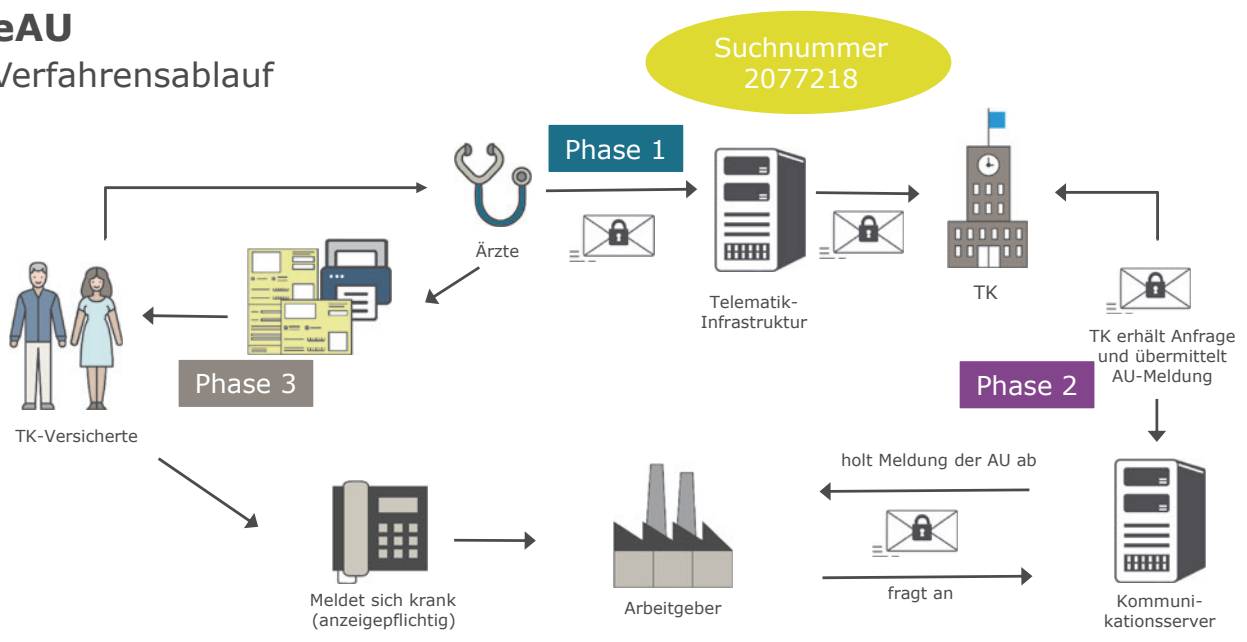 eAU
Verfahrensablauf
Suchnummer
2077218
Phase 1
Ärzte
Telematik-
Infrastruktur
TK
TK erhält Anfrage
und übermittelt
AU-Meldung
Phase 3
Phase 2
TK-Versicherte
holt Meldung der AU ab
fragt an
Meldet sich krank
(anzeigepflichtig)
Arbeitgeber
Kommuni-
kationsserver